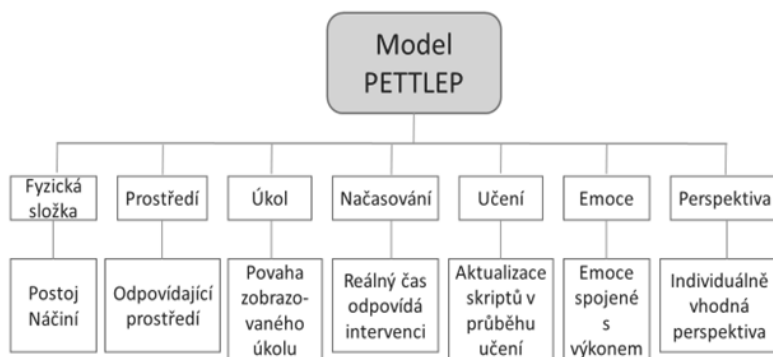 Model
PETTLEP
Fyzická
složka
Prostředí
Úkol
Načasování
Učení
Emoce
Perspektiva
Postoj
Náčiní
Odpovídající
prostředí
Povaha
zobrazo-
vaného
úkolu
Reálný čas
odpovídá
intervenci
Aktualizace
skriptů v
průběhu
učení
Emoce
spojené
s
výkonem
Individuálně
vhodná
perspektiva